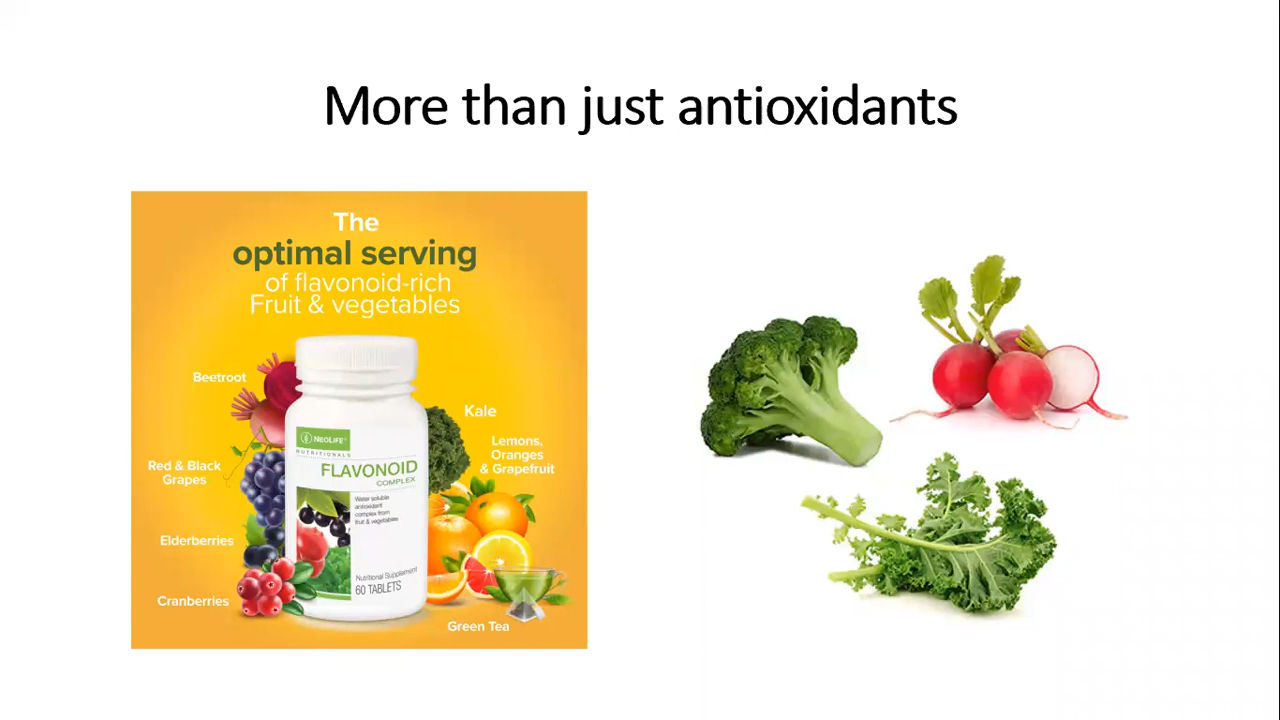 More than just antioxidants
The
optimal serving
of flavonoid-rich
Fruit & vegetables
Beetroot
Kale
Lemons,
Oranges
& Grapefruit
Red & Black
Grapes
Elderberries
Cranberries
Green Tea
NEOLIFE
NUTRITIONALS
FLAVONOID
COMPLEX
Water soluble
antioxidant
complex from
fruit & vegetables
Nutritional Supplement
60 TABLETS